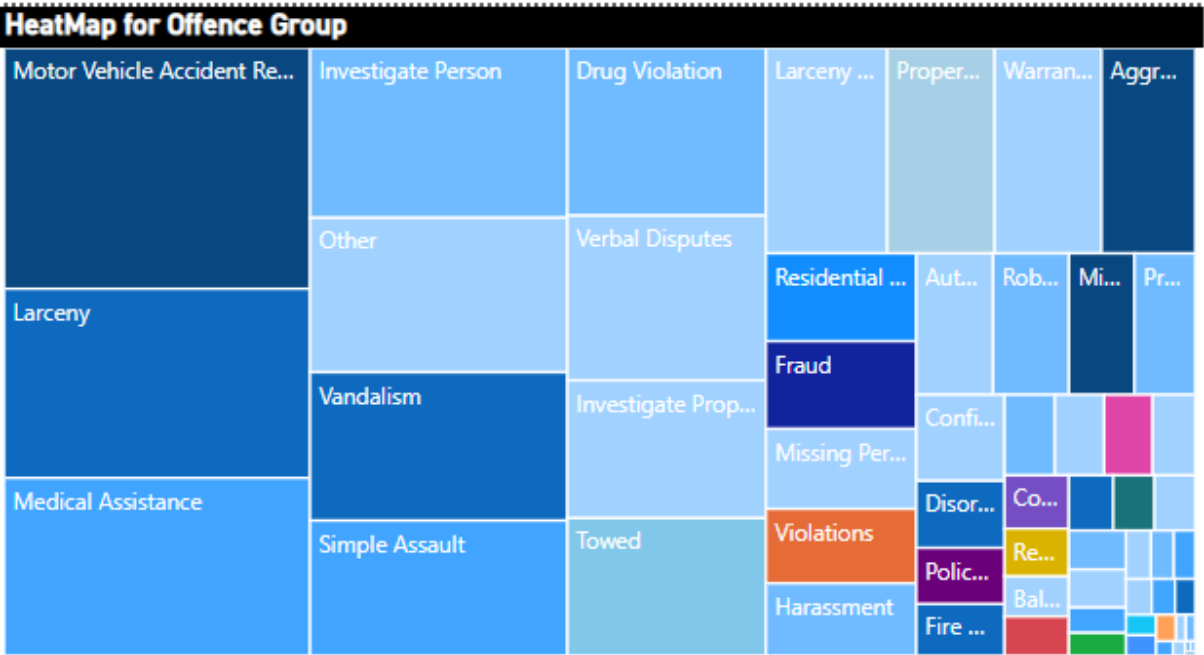 HeatMap for Offence Group
Motor Vehicle Accident Re...
Larceny
Medical Assistance
Investigate Person
Other
Vandalism
Simple Assault
Drug Violation
Verbal Disputes
Investigate Prop...
Towed
Larceny ...
Proper...
Warran...
Aggr...
Residential ...
Fraud
Missing Per...
Violations
Harassment
Aut...
Rob...
Mi...
Pr...
Confi...
Disor...
Polic...
Fire ...
Co...
Re...
Bal...